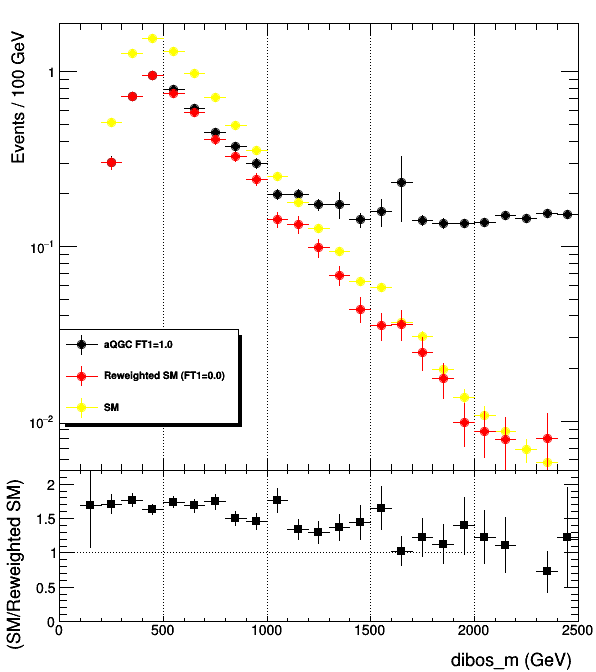 Events / 100 GeV
1
10⁻¹
10⁻²
aQGC FT1=1.0
Reweighted SM (FT1=0.0)
SM
(SM/Reweighted SM)
2
1.5
1
0.5
0
0 500 1000 1500 2000 2500
dibos_m (GeV)